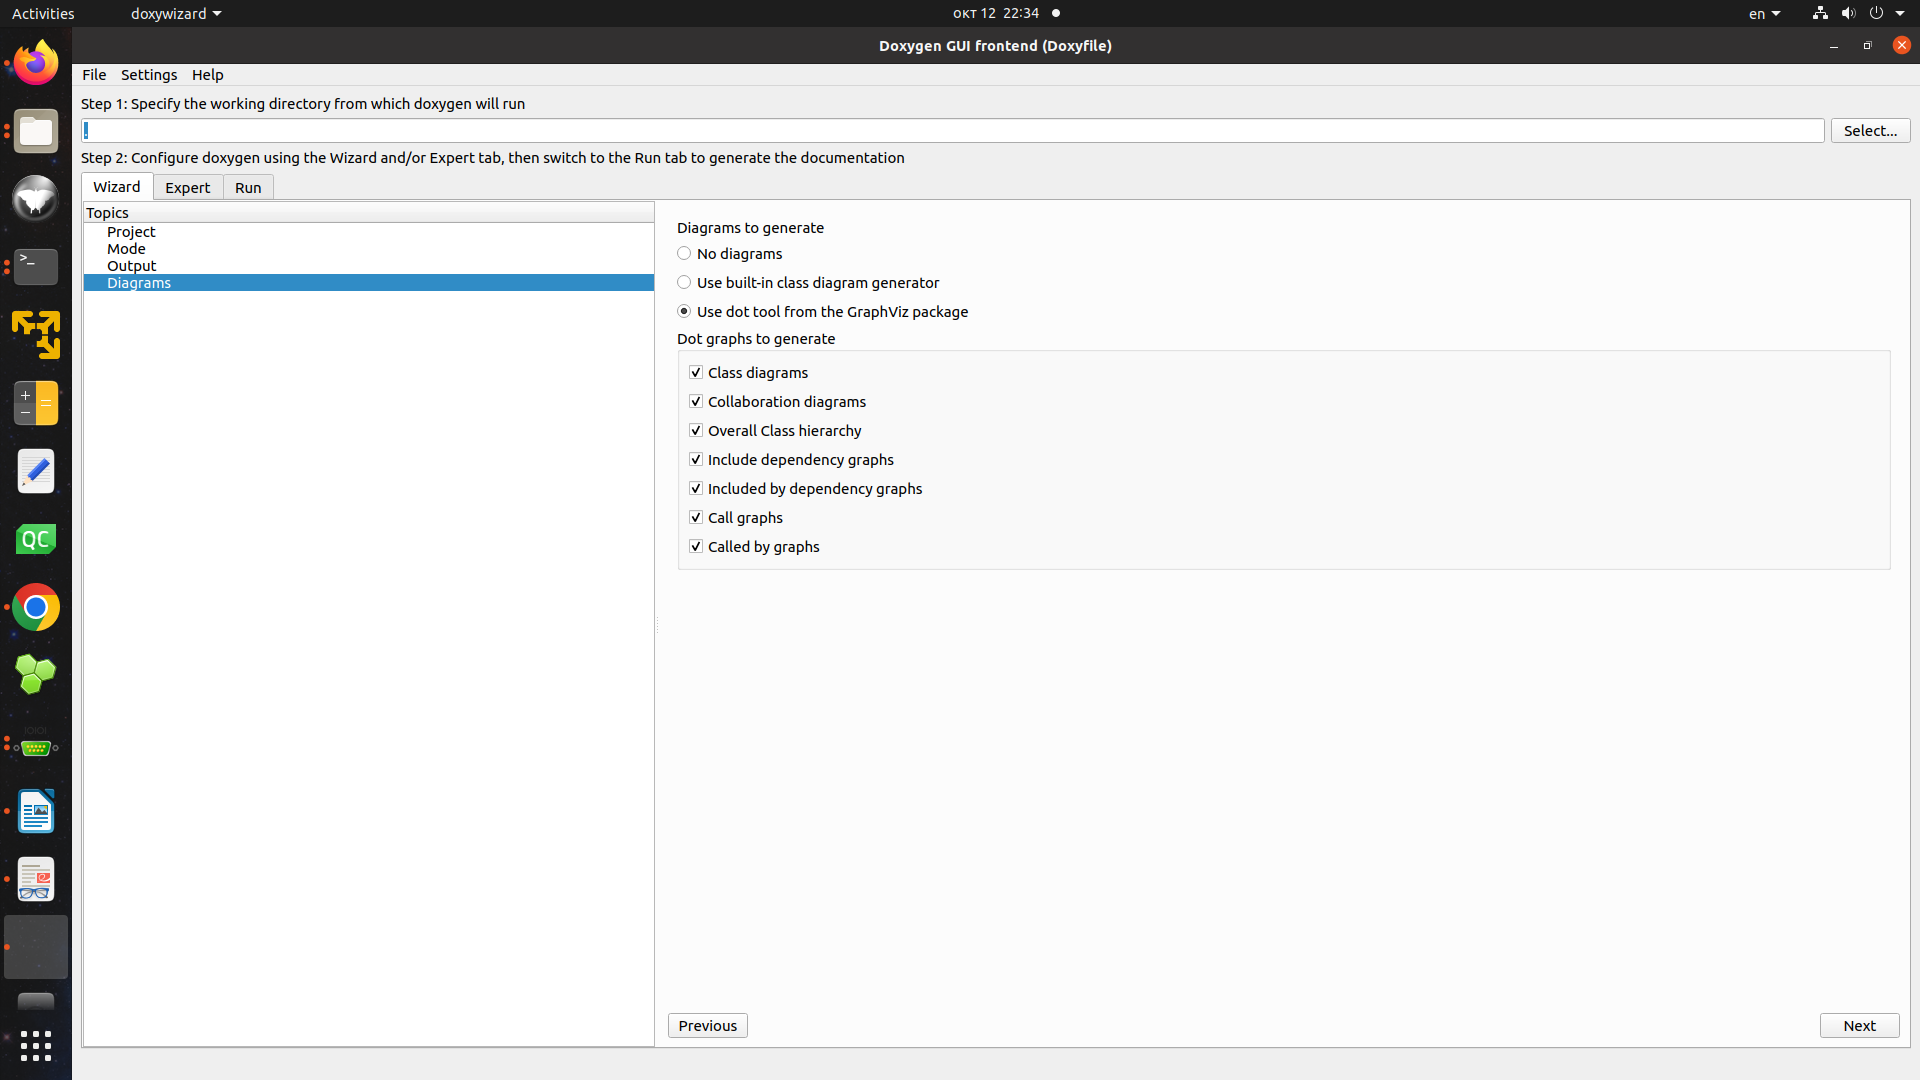 Activities
doxywizard
окт 12 22:34
en
Doxygen GUI frontend (Doxyfile)
File Settings Help
Step 1: Specify the working directory from which doxygen will run
.
Select...
Step 2: Configure doxygen using the Wizard and/or Expert tab, then switch to the Run tab to generate the documentation
Wizard Expert Run
Topics
Project
Mode
Output
Diagrams
Diagrams to generate
No diagrams
Use built-in class diagram generator
Use dot tool from the GraphViz package
Dot graphs to generate
Class diagrams
Collaboration diagrams
Overall Class hierarchy
Include dependency graphs
Included by dependency graphs
Call graphs
Called by graphs
Previous
Next
>_
QC